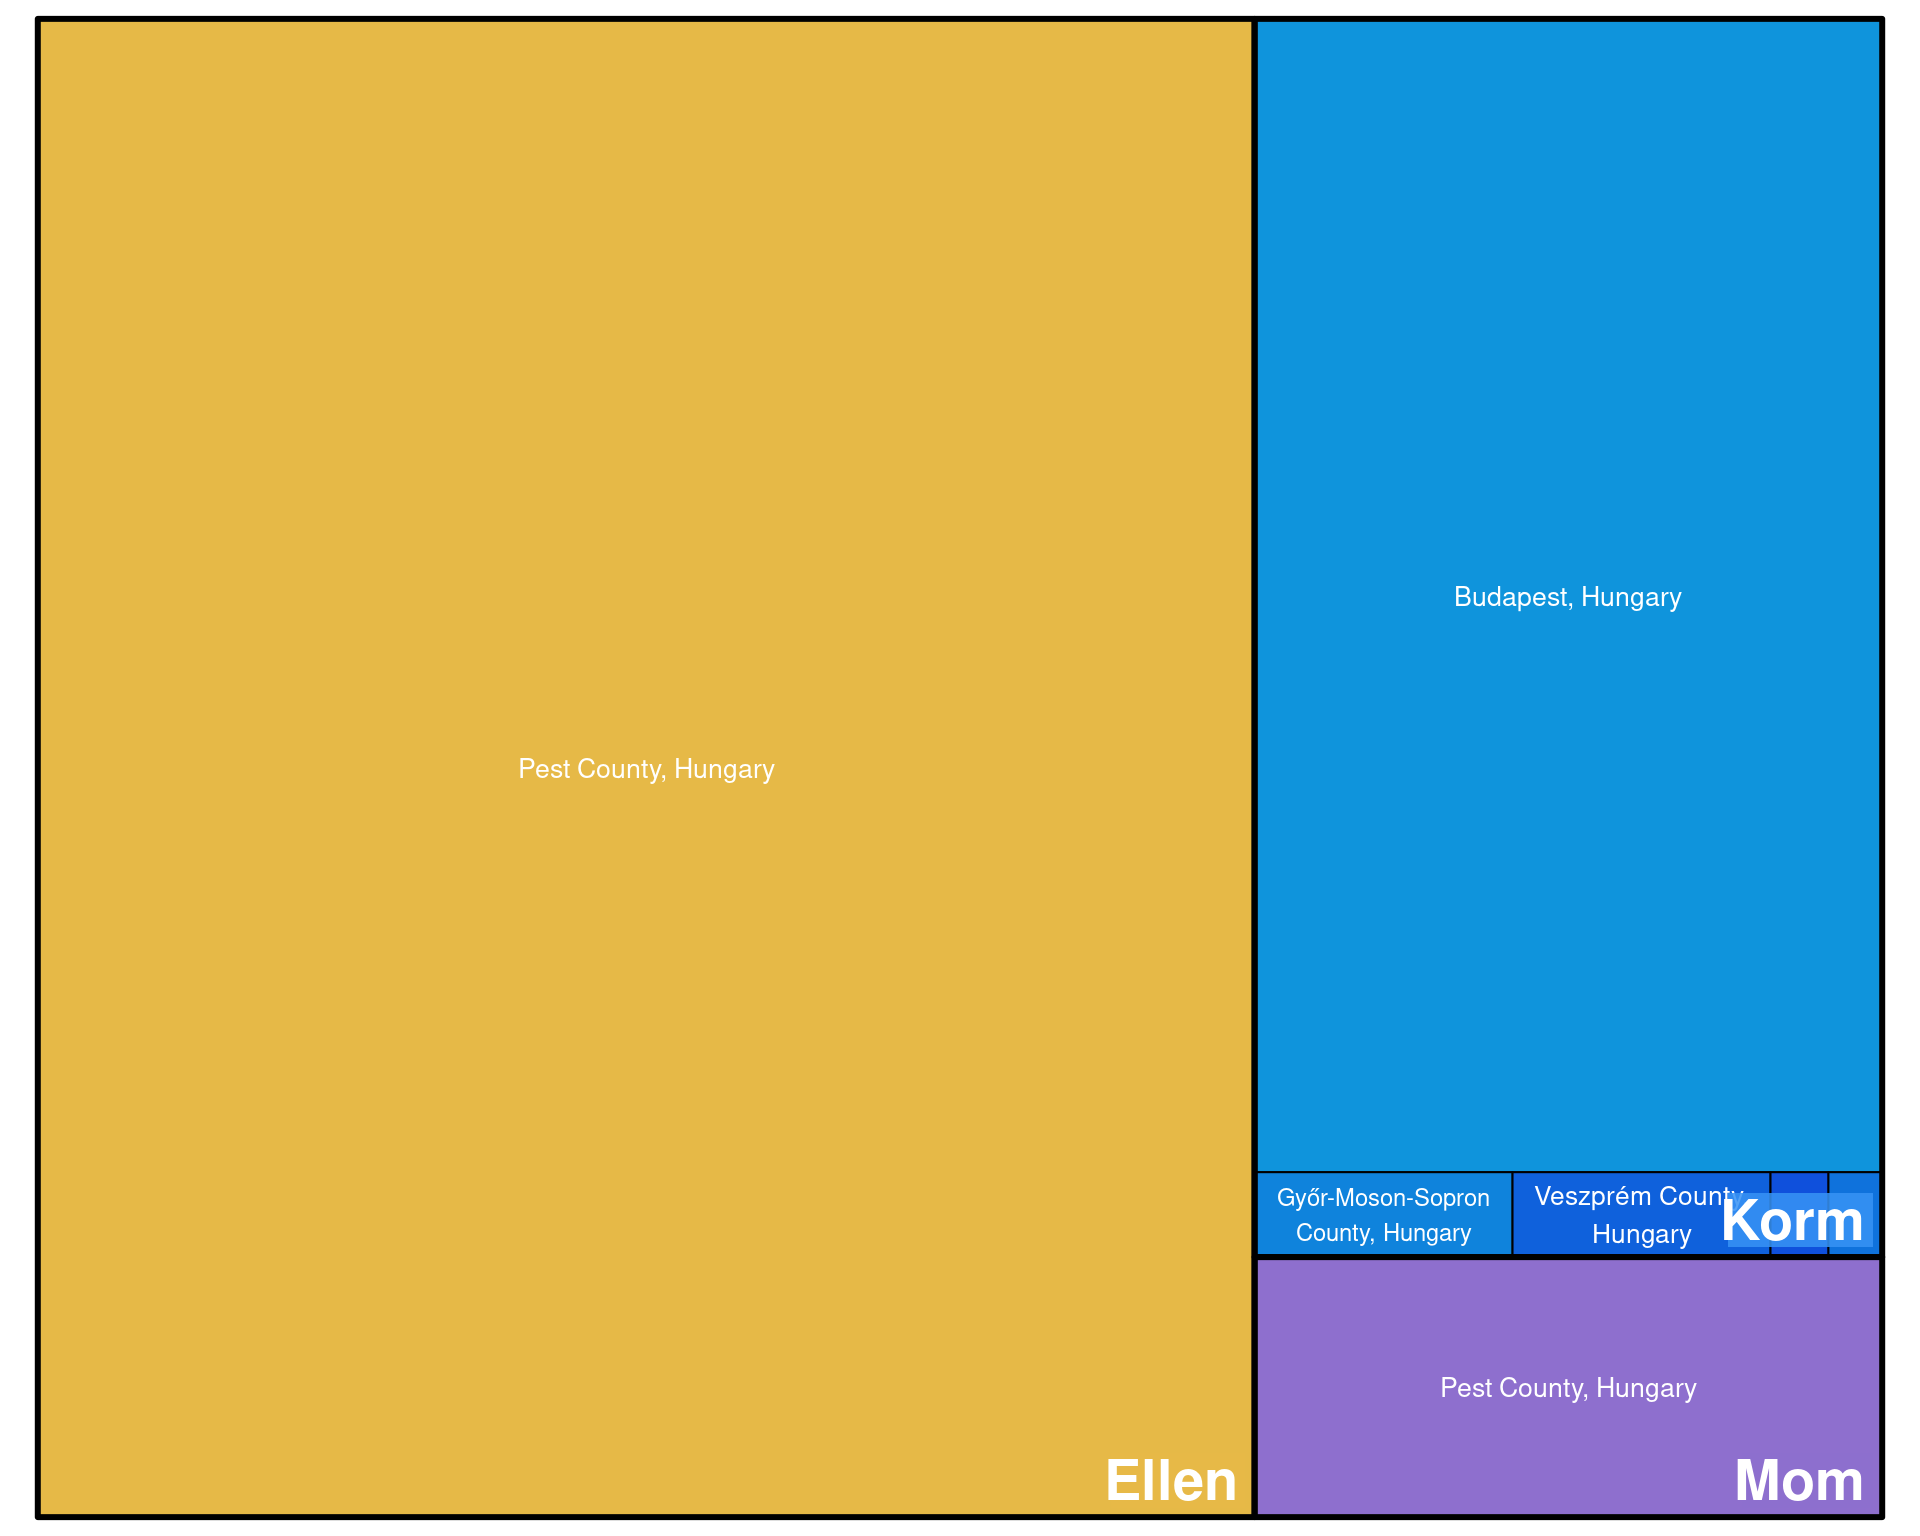 Pest County, Hungary
Ellen
Budapest, Hungary
Győr-Moson-Sopron
County, Hungary
Veszprém County,
Hungary
Korm
Pest County, Hungary
Mom